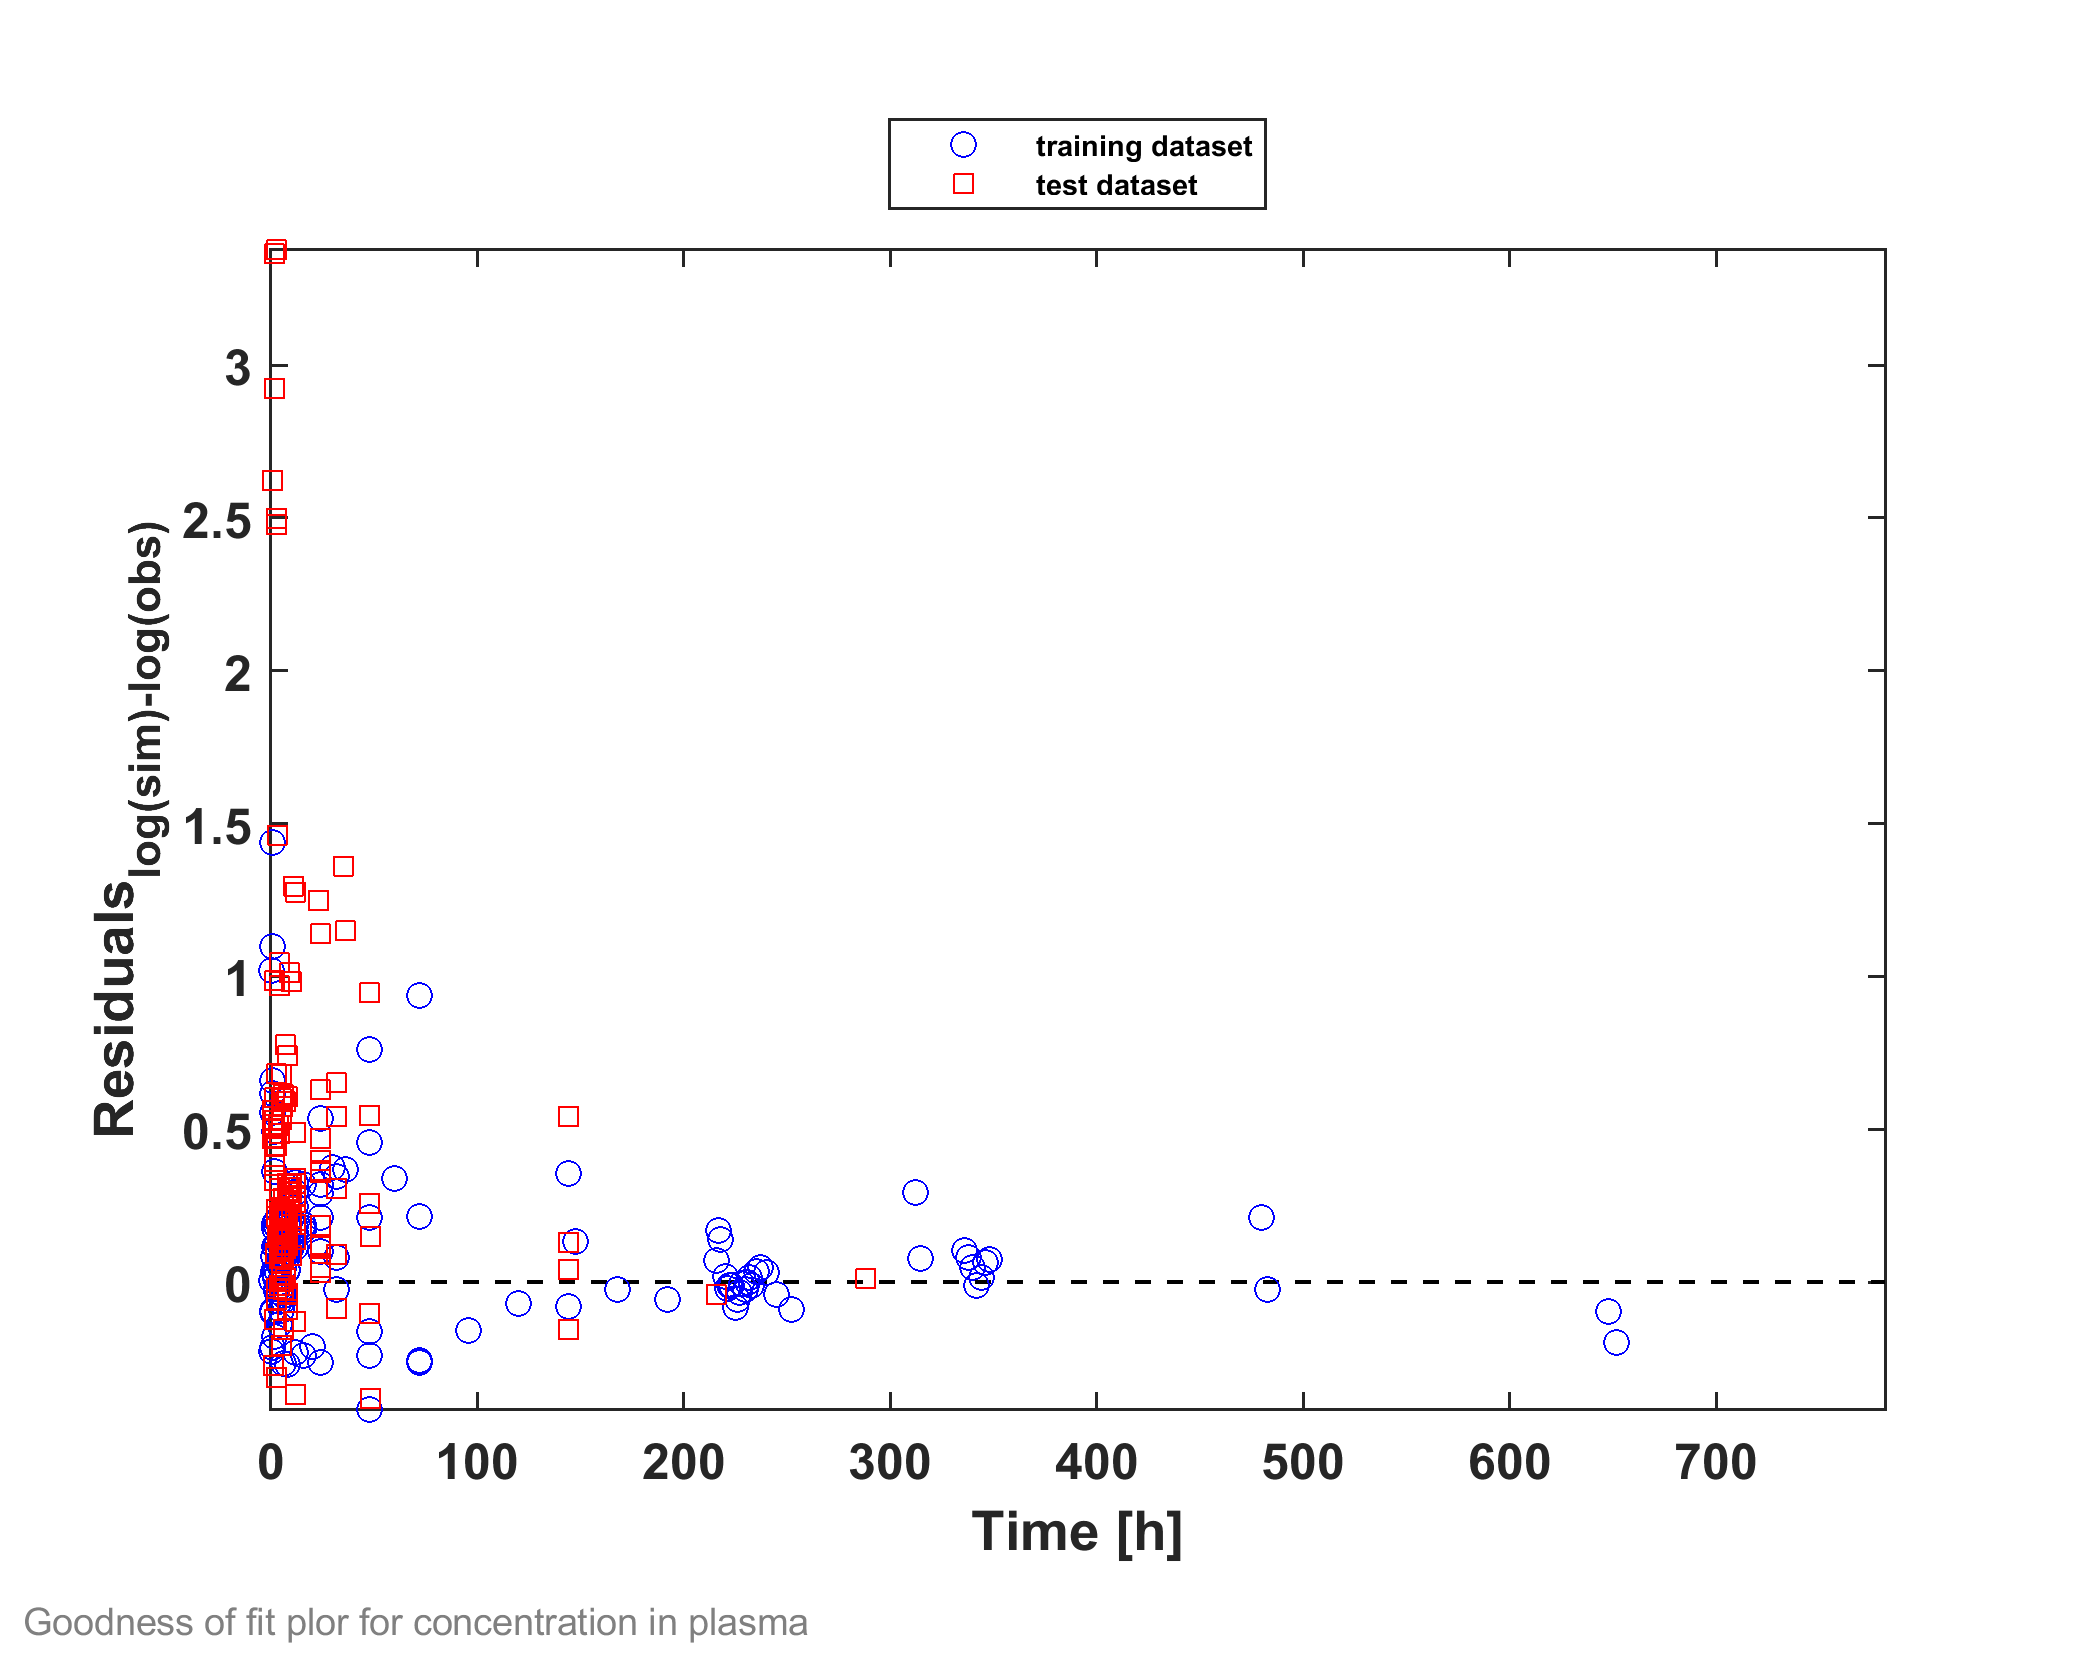 training dataset
test dataset
3
2.5
2
1.5
1
0.5
0
Residuals log(sim)-log(obs)
0 100 200 300 400 500 600 700
Time [h]
Goodness of fit plor for concentration in plasma